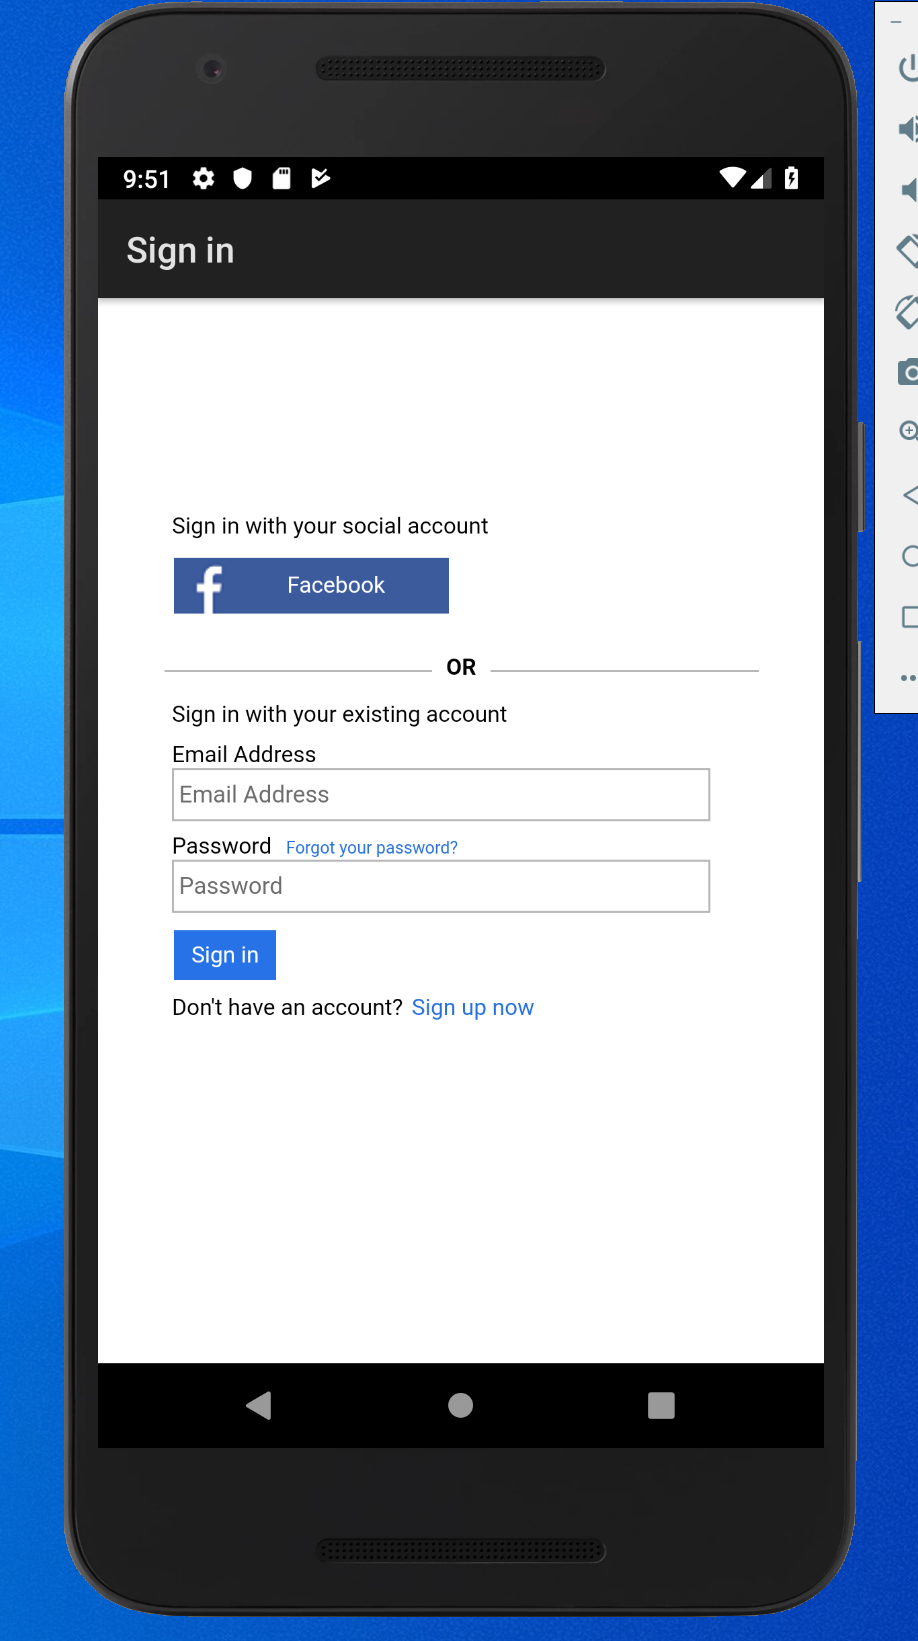 9:51
Sign in
Sign in with your social account
Facebook
OR
Sign in with your existing account
Email Address
Email Address
Password Forgot your password?
Password
Sign in
Don't have an account? Sign up now